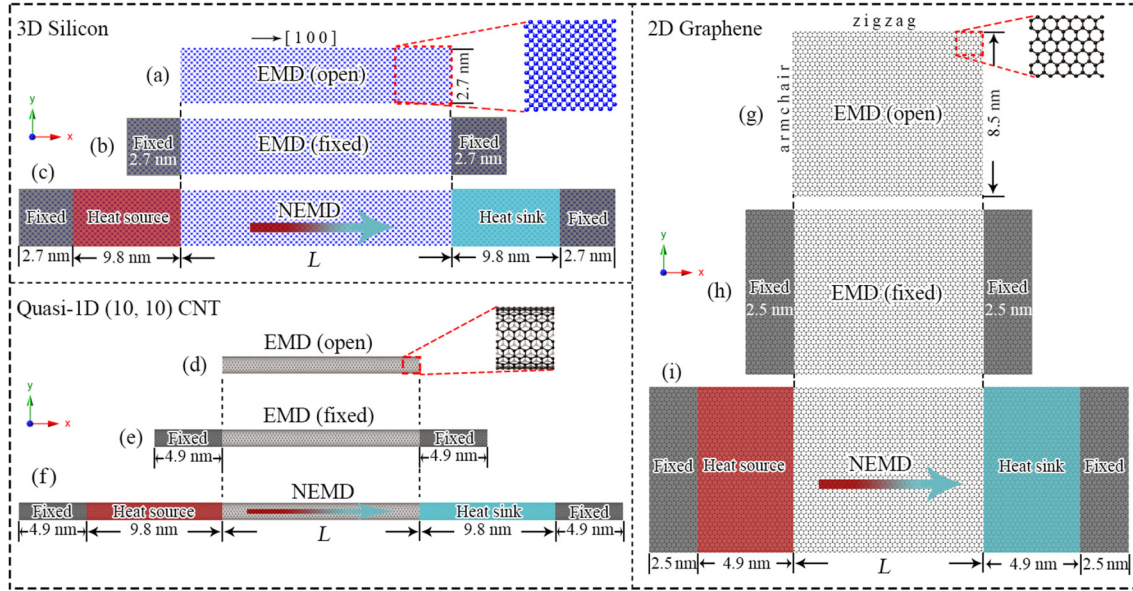 3D Silicon
[100]
(a)
EMD (open)
2.7 nm
y
x
(b)
Fixed
2.7 nm
EMD (fixed)
Fixed
2.7 nm
(c)
Fixed
Heat source
NEMD
Heat sink
Fixed
2.7 nm
9.8 nm
L
9.8 nm
2.7 nm
Quasi-1D (10, 10) CNT
EMD (open)
(d)
y
x
EMD (fixed)
(e)
Fixed
Fixed
4.9 nm
4.9 nm
(f)
NEMD
Fixed
Heat source
Heat sink
Fixed
4.9 nm
9.8 nm
L
9.8 nm
4.9 nm
2D Graphene
zigzag
(g)
armchair
EMD (open)
8.5 nm
y
x
(h)
Fixed
2.5 nm
EMD (fixed)
Fixed
2.5 nm
(i)
Fixed
Heat source
NEMD
Heat sink
Fixed
2.5 nm
4.9 nm
L
4.9 nm
2.5 nm